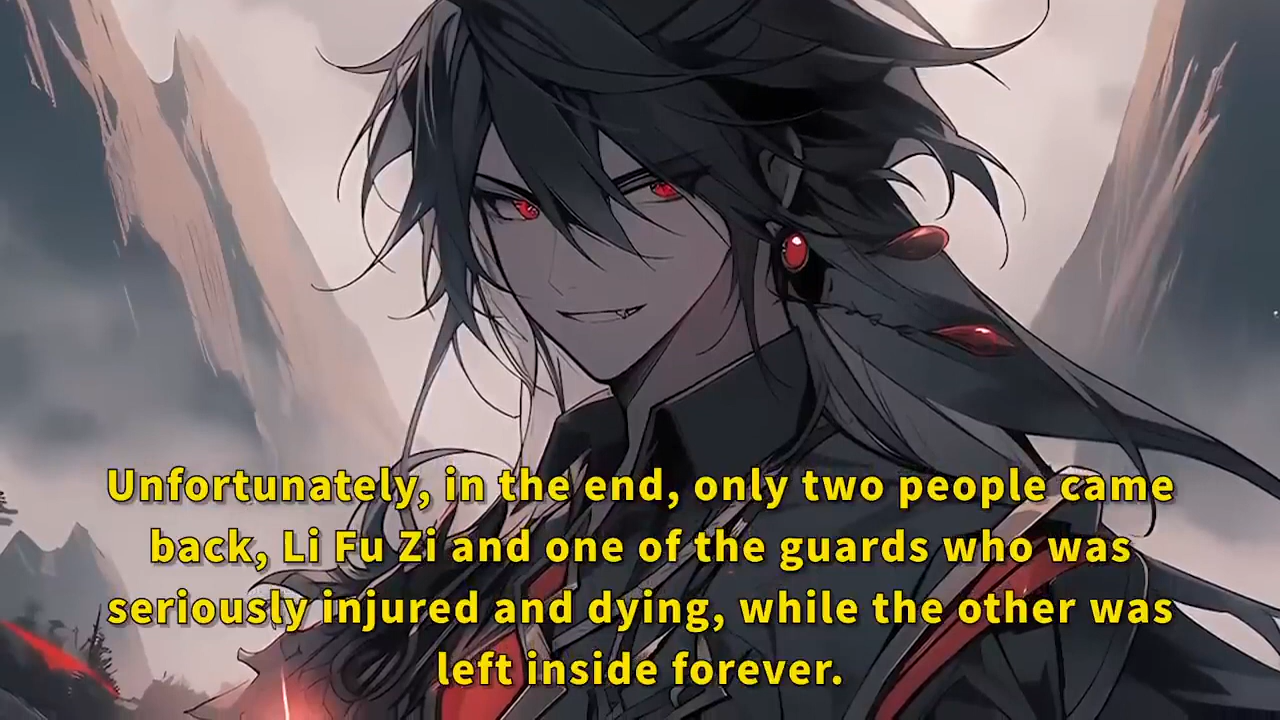 Unfortunately, in the end, only two people came
back, Li Fu Zi and one of the guards who was
seriously injured and dying, while the other was
left inside forever.